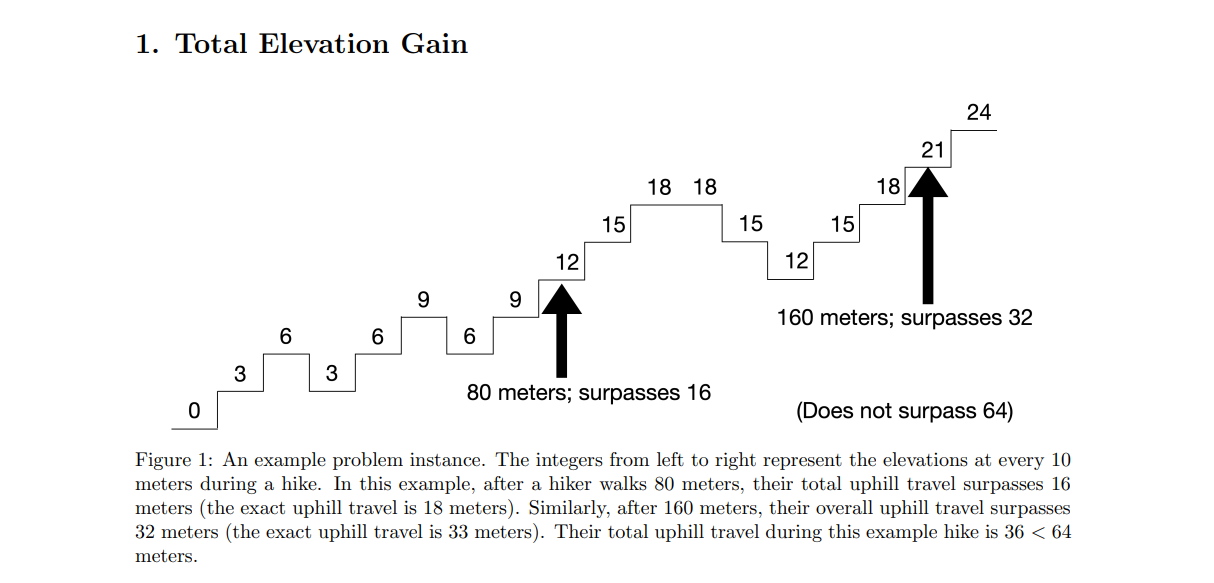 1. Total Elevation Gain
24
21
18 18 18
15 15 15
12 12
9 9
6 6 6
3 3
0
160 meters; surpasses 32
80 meters; surpasses 16
(Does not surpass 64)
Figure 1: An example problem instance. The integers from left to right represent the elevations at every 10
meters during a hike. In this example, after a hiker walks 80 meters, their total uphill travel surpasses 16
meters (the exact uphill travel is 18 meters). Similarly, after 160 meters, their overall uphill travel surpasses
32 meters (the exact uphill travel is 33 meters). Their total uphill travel during this example hike is 36 < 64
meters.